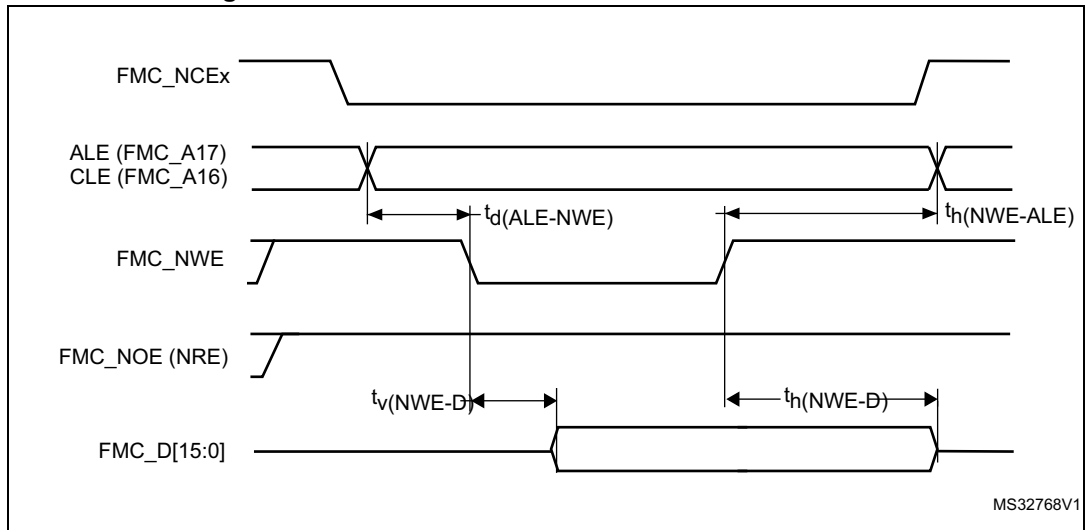 FMC_NCEx
ALE (FMC_A17)
CLE (FMC_A16)
td(ALE-NWE)
th(NWE-ALE)
FMC_NWE
FMC_NOE (NRE)
tv(NWE-D)
th(NWE-D)
FMC_D[15:0]
MS32768V1